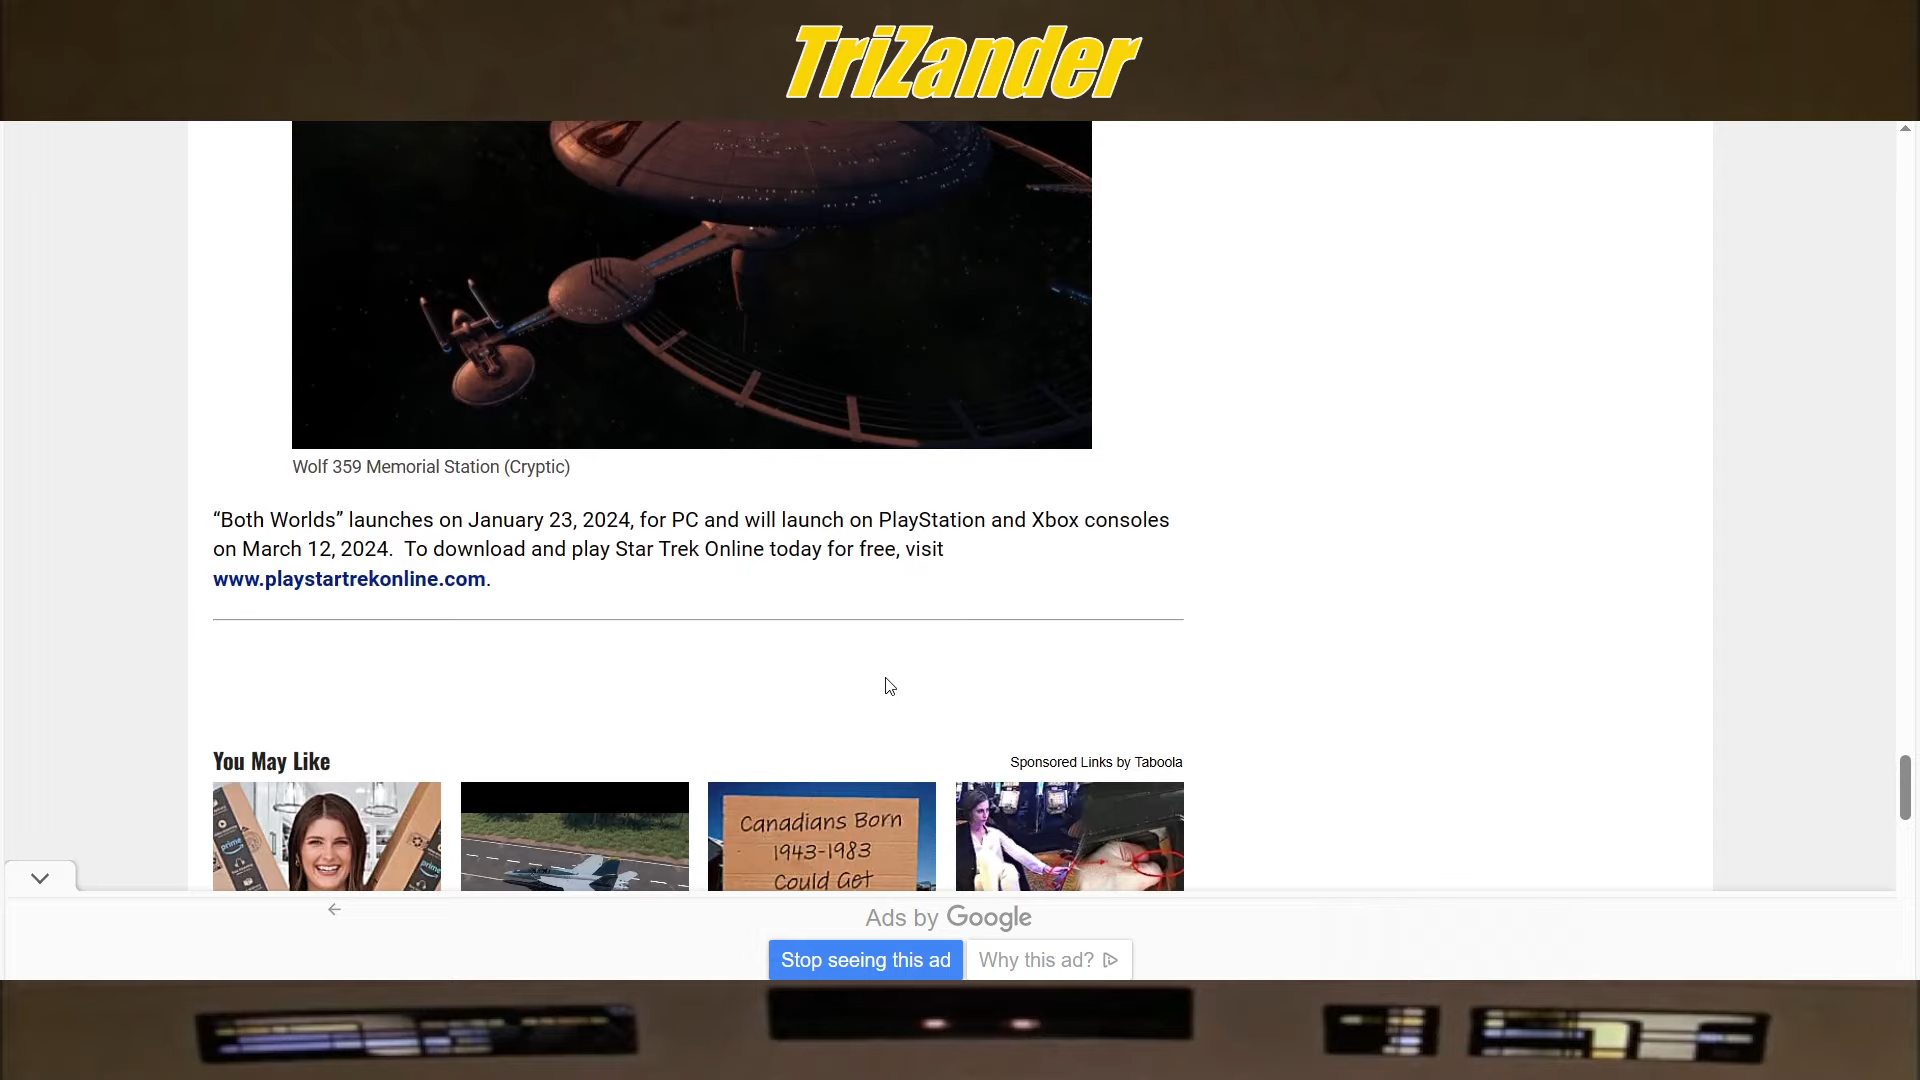 TriZander
Wolf 359 Memorial Station (Cryptic)
“Both Worlds” launches on January 23, 2024, for PC and will launch on PlayStation and Xbox consoles
on March 12, 2024.  To download and play Star Trek Online today for free, visit
www.playstartrekonline.com.
You May Like
Sponsored Links by Taboola
prime
prime
Canadians Born
1943-1983
Could Get
Ads by Google
Stop seeing this ad
Why this ad?